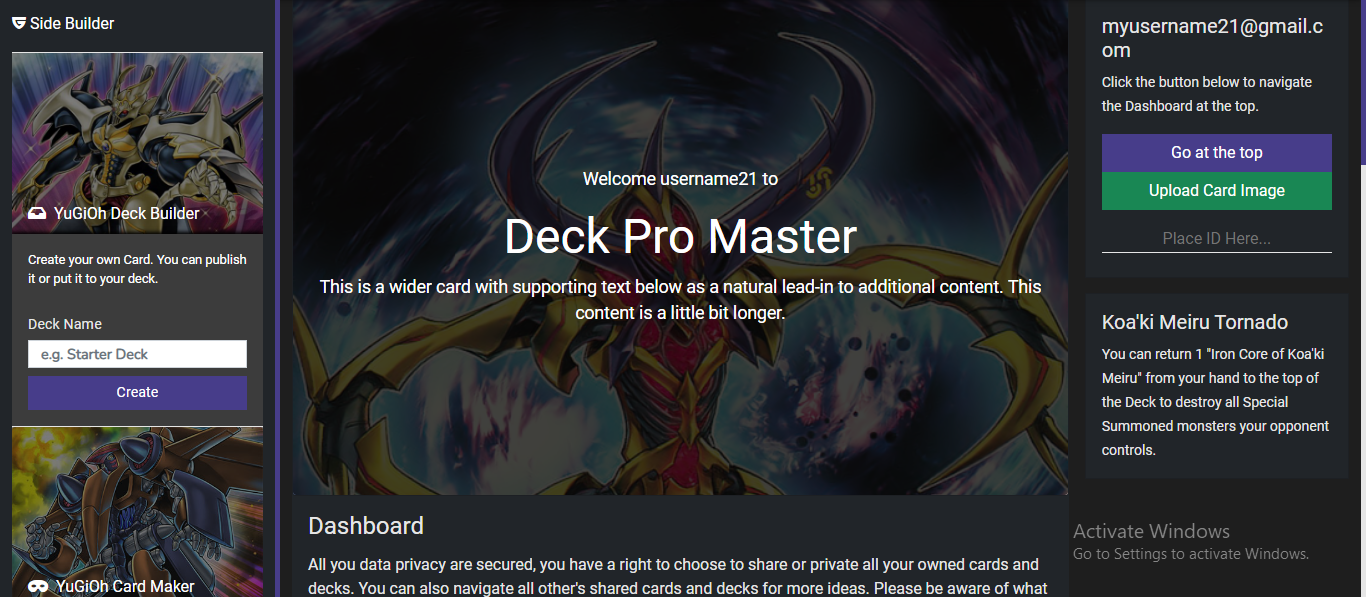 Side Builder
YuGiOh Deck Builder
Create your own Card. You can publish
it or put it to your deck.
Deck Name
e.g. Starter Deck
Create
YuGiOh Card Maker
Welcome username21 to
Deck Pro Master
This is a wider card with supporting text below as a natural lead-in to additional content. This
content is a little bit longer.
Dashboard
All you data privacy are secured, you have a right to choose to share or private all your owned cards and
decks. You can also navigate all other's shared cards and decks for more ideas. Please be aware of what
myusername21@gmail.c
om
Click the button below to navigate
the Dashboard at the top.
Go at the top
Upload Card Image
Place ID Here...
Koa'ki Meiru Tornado
You can return 1 "Iron Core of Koa'ki
Meiru" from your hand to the top of
the Deck to destroy all Special
Summoned monsters your opponent
controls.
Activate Windows
Go to Settings to activate Windows.